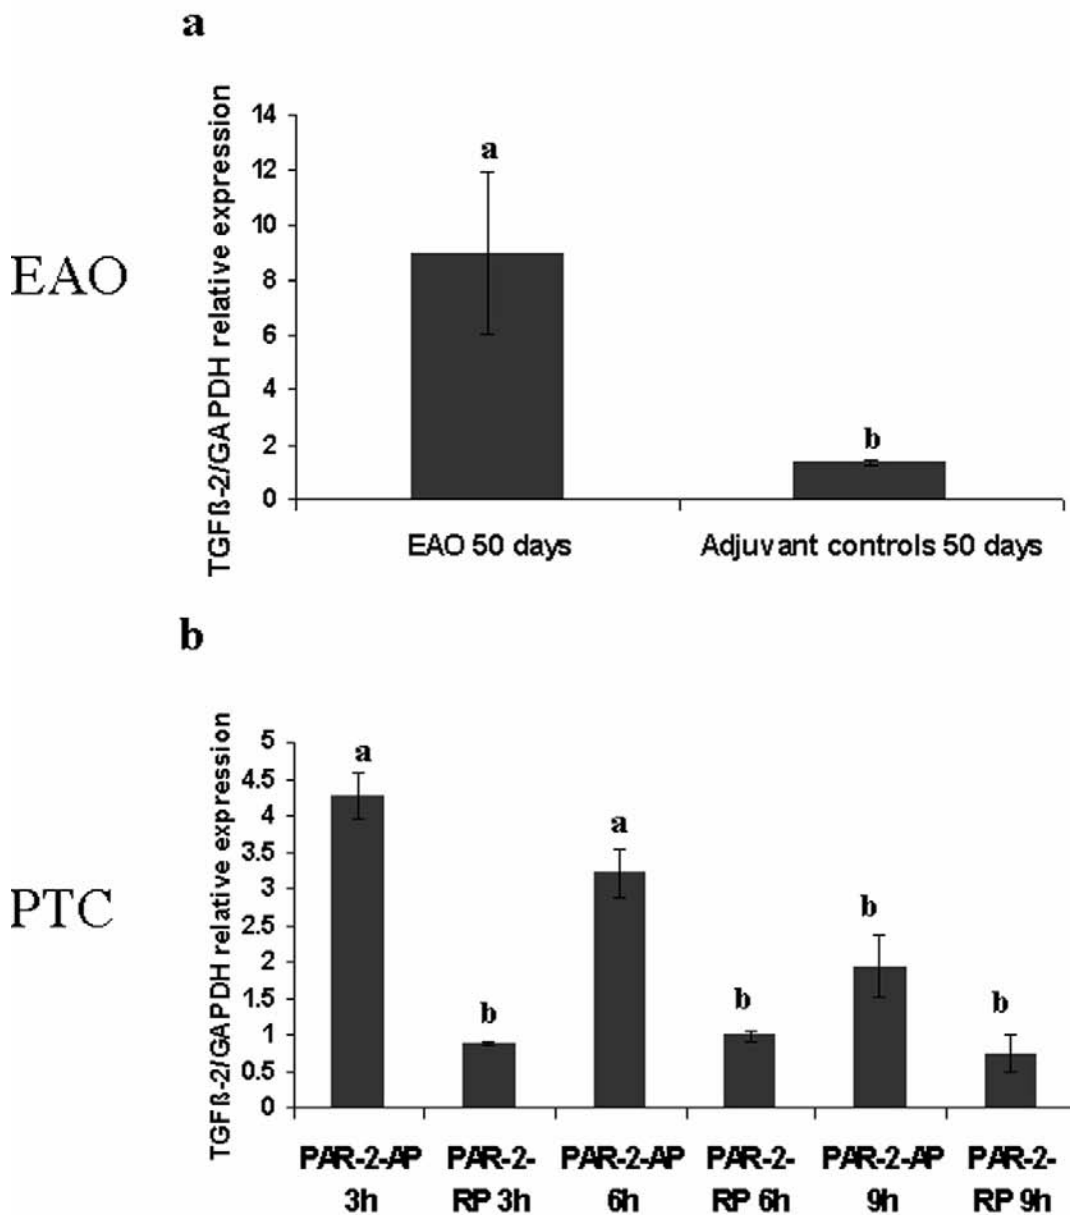 a
TGFß-2/GAPDH relative expression
14
12
10
8
6
4
2
0
a
b
EAO
EAO 50 days
Adjuvant controls 50 days
b
TGFß-2/GAPDH relative expression
5
4.5
4
3.5
3
2.5
2
1.5
1
0.5
0
a
b
a
b
b
b
PTC
PAR-2-AP
3h
PAR-2-
RP 3h
PAR-2-AP
6h
PAR-2-
RP 6h
PAR-2-AP
9h
PAR-2-
RP 9h